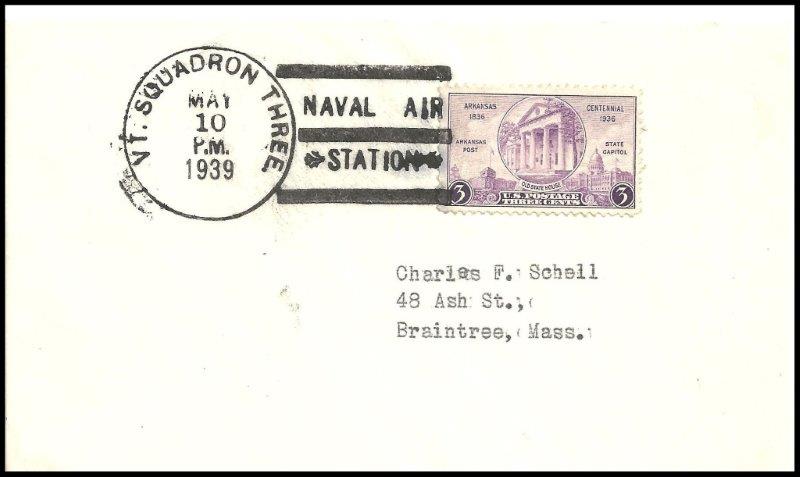 VT. SQUADRON THREE
MAY
10
P.M.
1939
NAVAL AIR
STATION
ARKANSAS
1836
CENTENNIAL
1936
ARKANSAS
POST
STATE
CAPITOL
OLD STATE HOUSE
3 U.S. POSTAGE 3
THREE CENTS
Charles F. Schell
48 Ash St.,
Braintree, Mass.